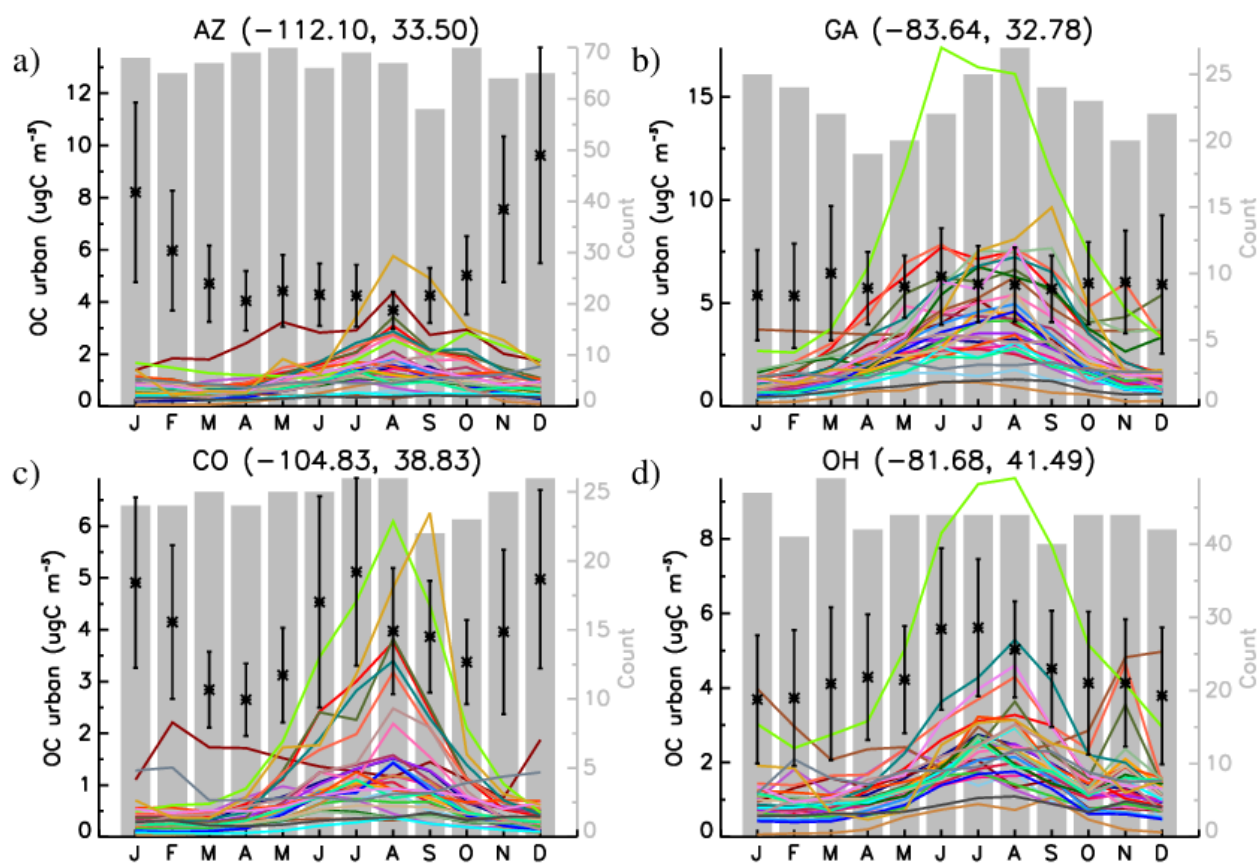 a) AZ (-112.10, 33.50)
OC urban (ugC m⁻³)
0 2 4 6 8 10 12
0 10 20 30 40 50 60 70
Count
J F M A M J J A S O N D
b) GA (-83.64, 32.78)
OC urban (ugC m⁻³)
0 5 10 15
0 5 10 15 20 25
Count
J F M A M J J A S O N D
c) CO (-104.83, 38.83)
OC urban (ugC m⁻³)
0 1 2 3 4 5 6
0 5 10 15 20 25
Count
J F M A M J J A S O N D
d) OH (-81.68, 41.49)
OC urban (ugC m⁻³)
0 2 4 6 8
0 10 20 30 40
Count
J F M A M J J A S O N D